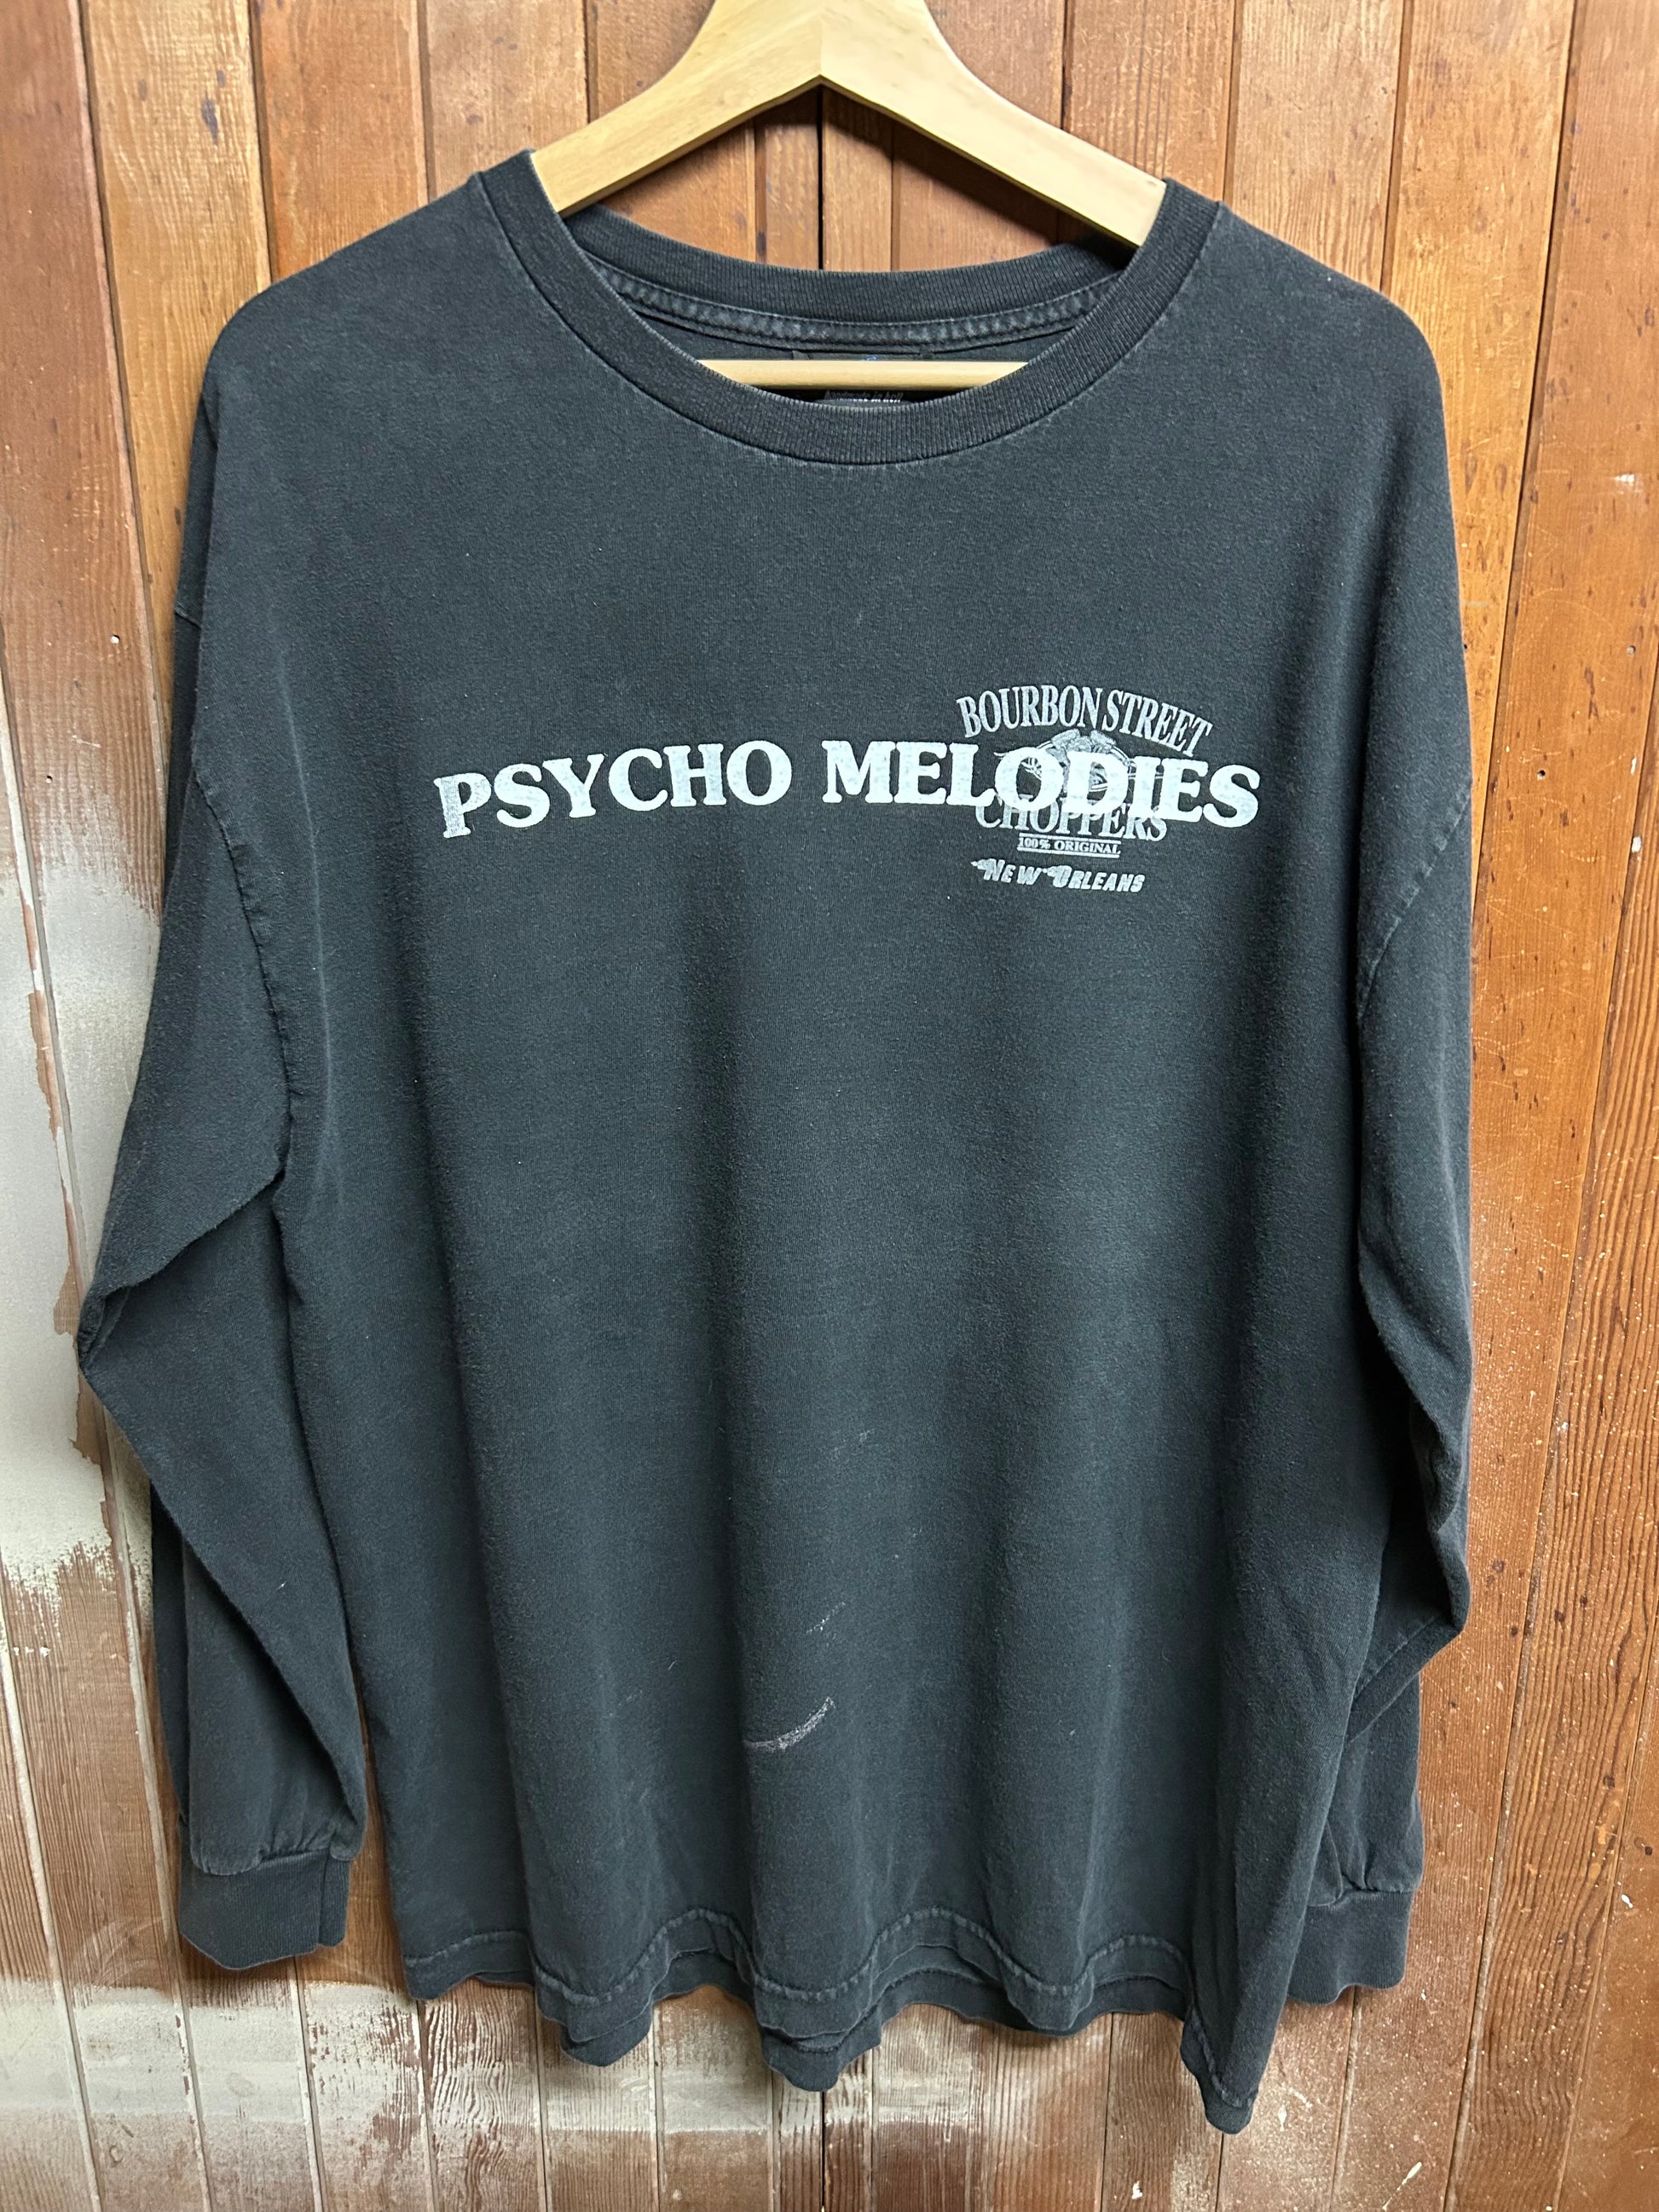 BOURBON STREET
PSYCHO MELODIES
CHOPPERS
100% ORIGINAL
NEW ORLEANS